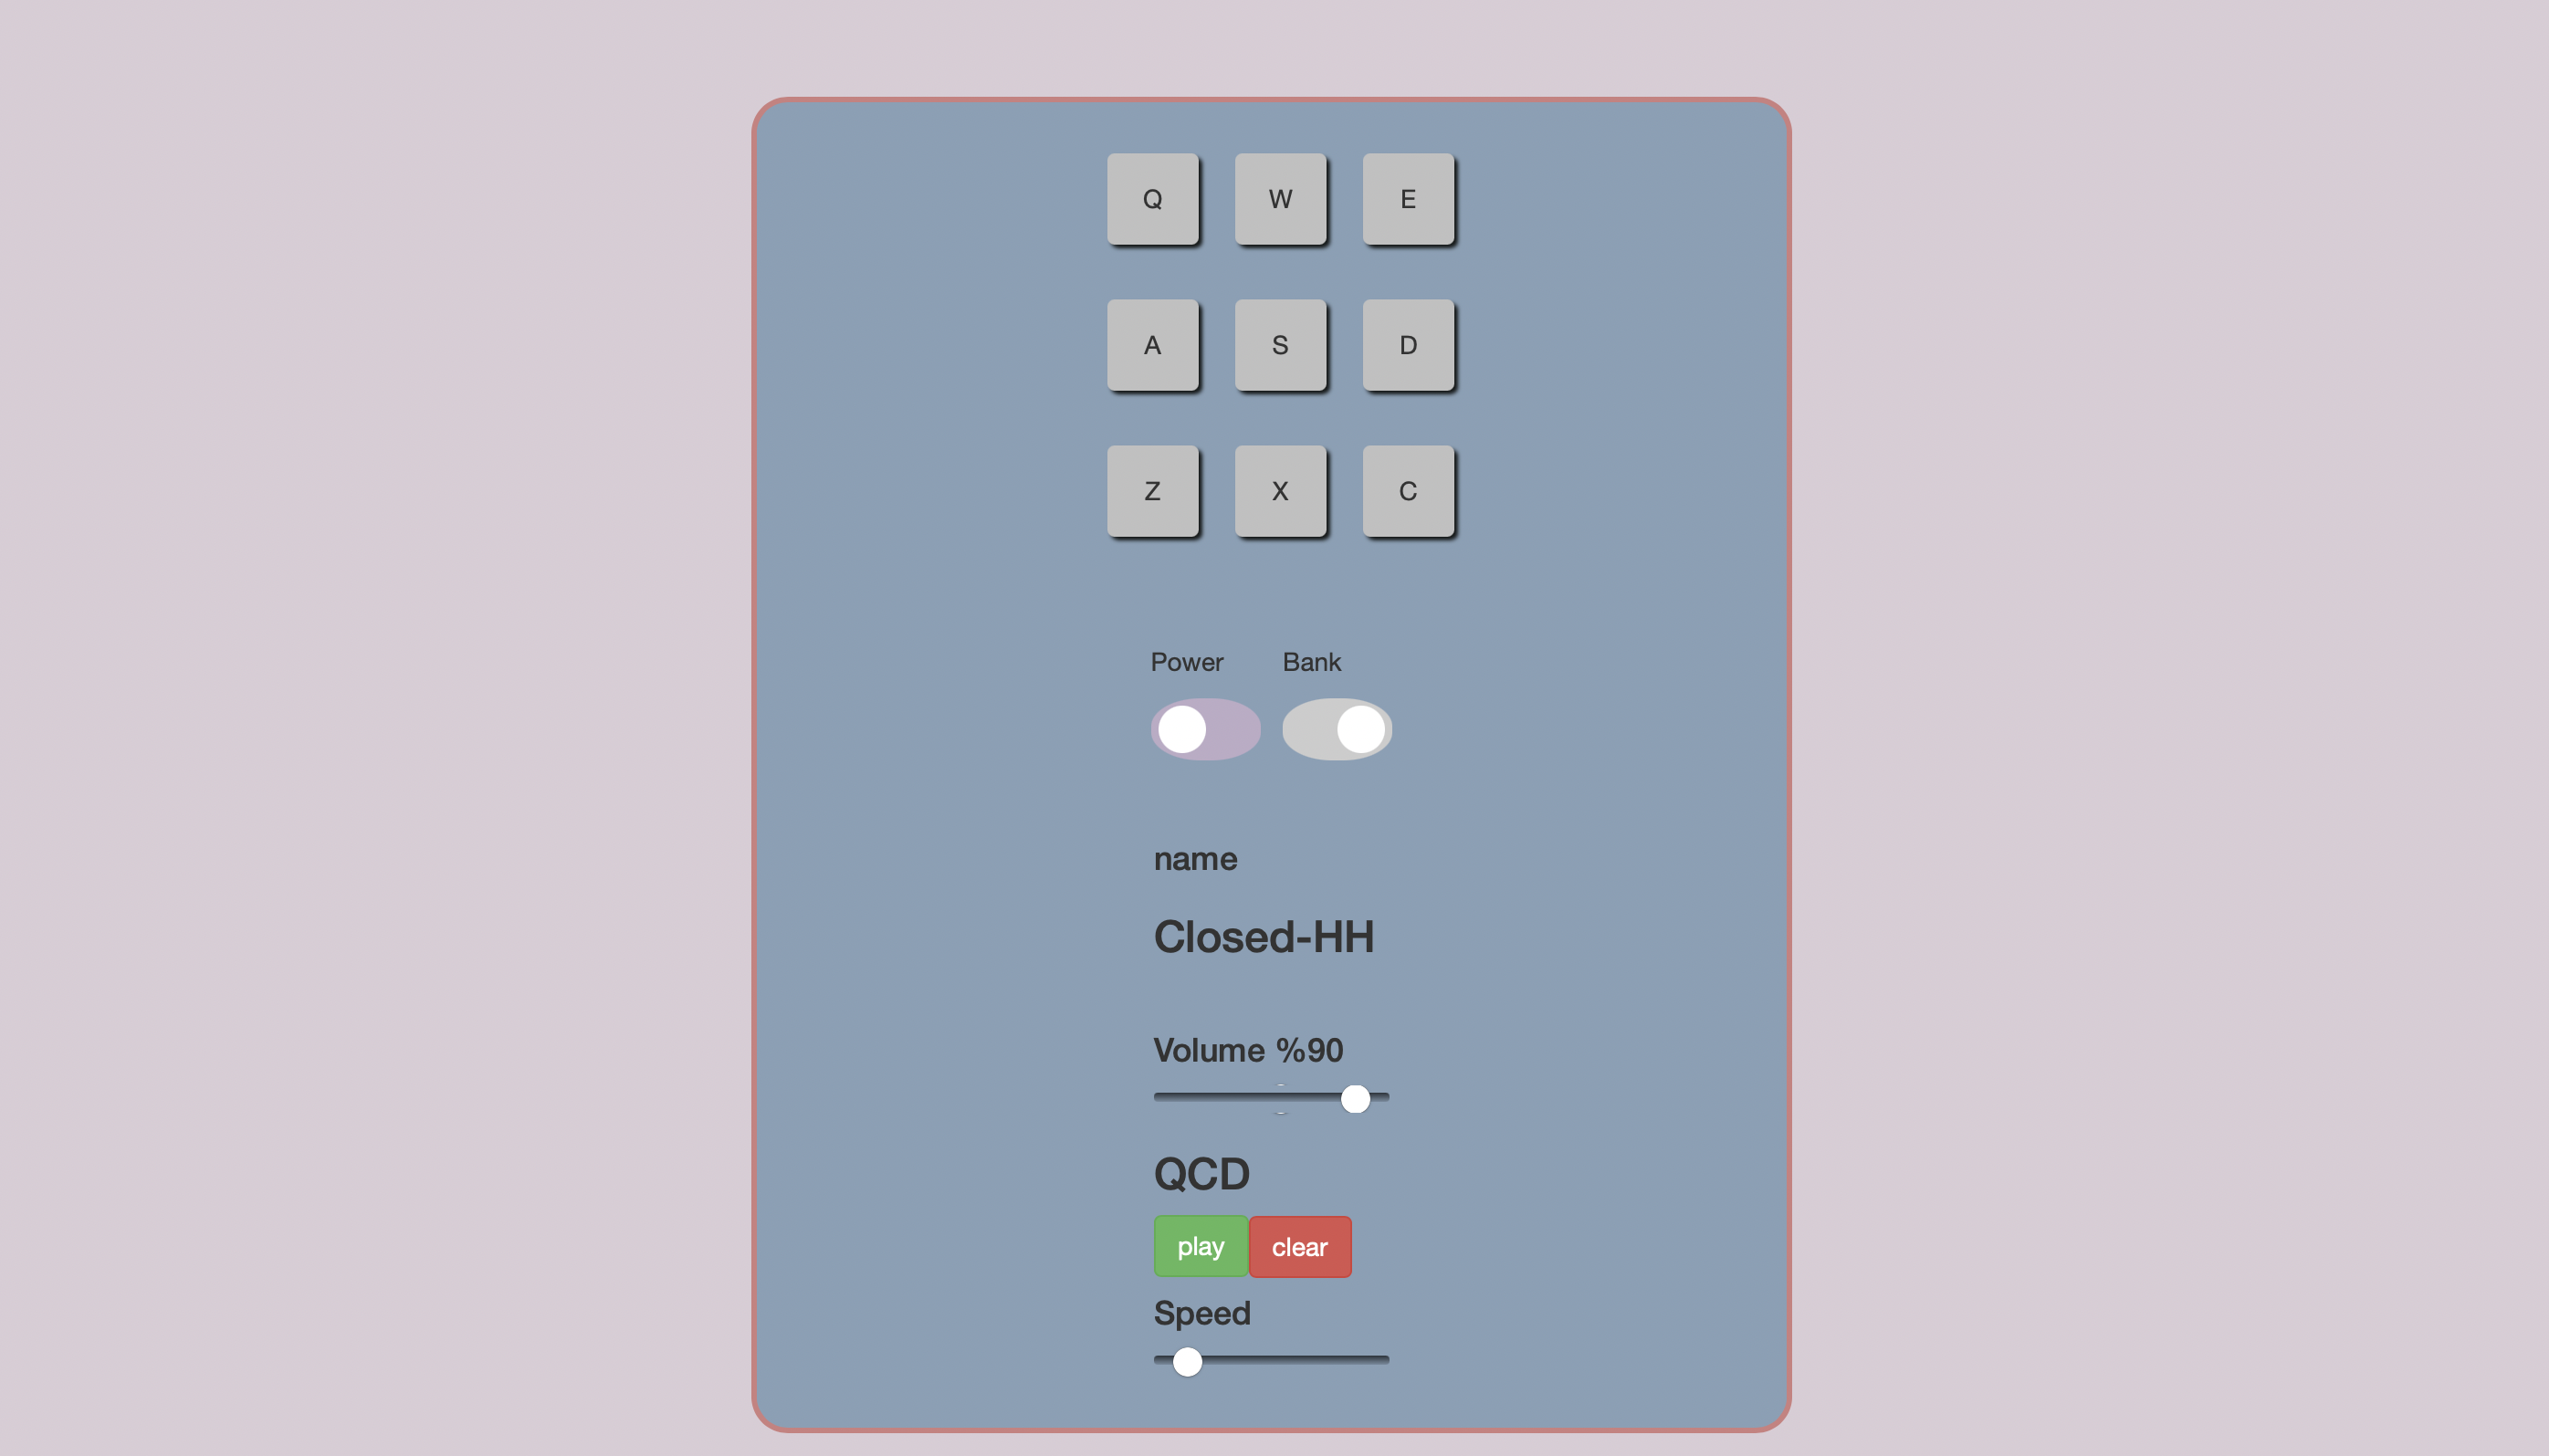 Q W E
A S D
Z X C
Power Bank
name
Closed-HH
Volume %90
QCD
play clear
Speed